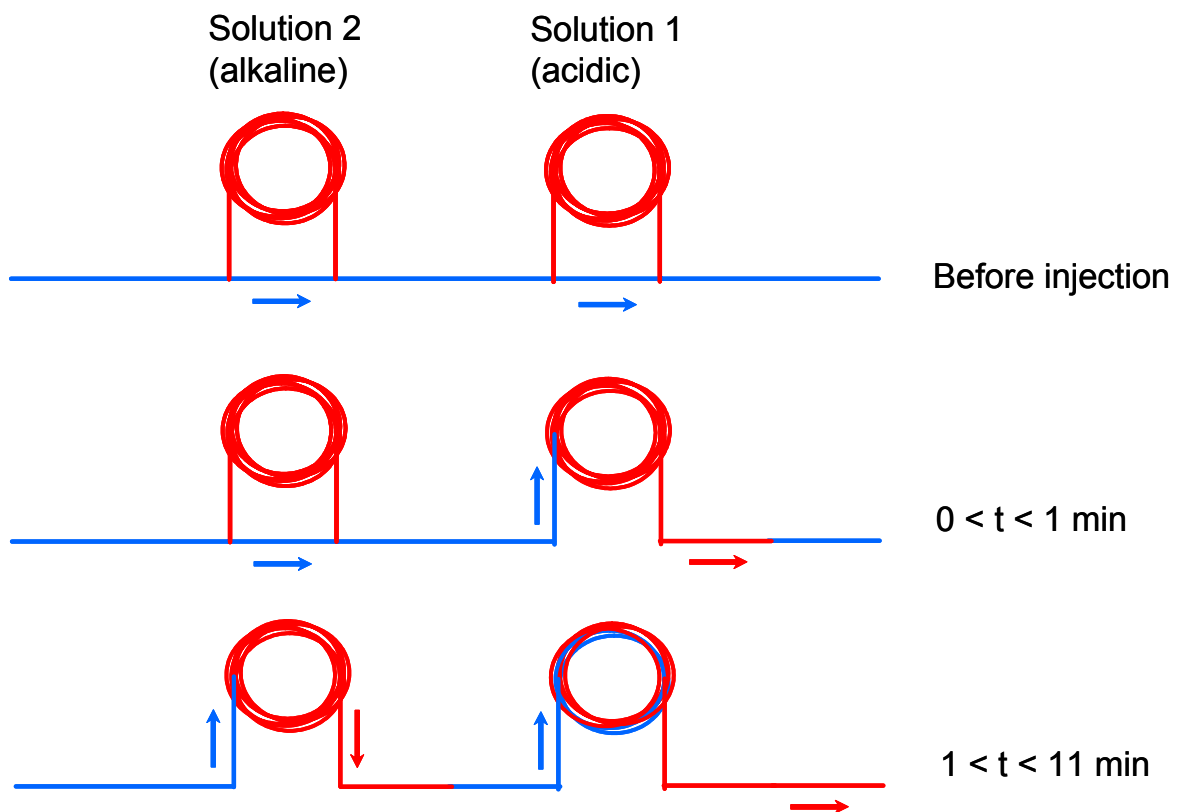 Solution 2
(alkaline)
Solution 1
(acidic)
Before injection
0 < t < 1 min
1 < t < 11 min